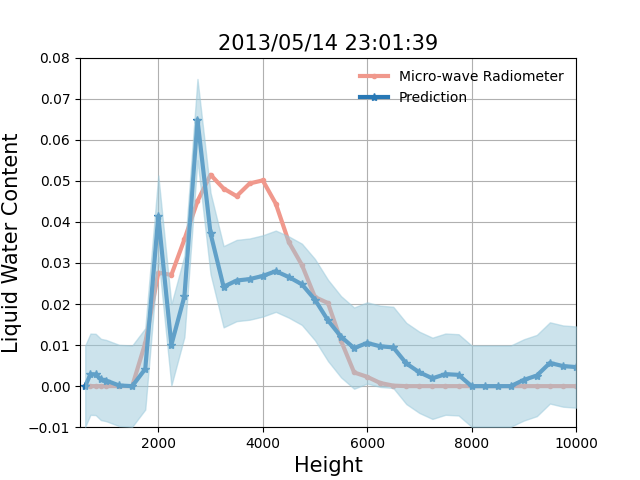 2013/05/14 23:01:39
Micro-wave Radiometer
Prediction
Liquid Water Content
0.08
0.07
0.06
0.05
0.04
0.03
0.02
0.01
0.00
−0.01
2000 4000 6000 8000 10000
Height